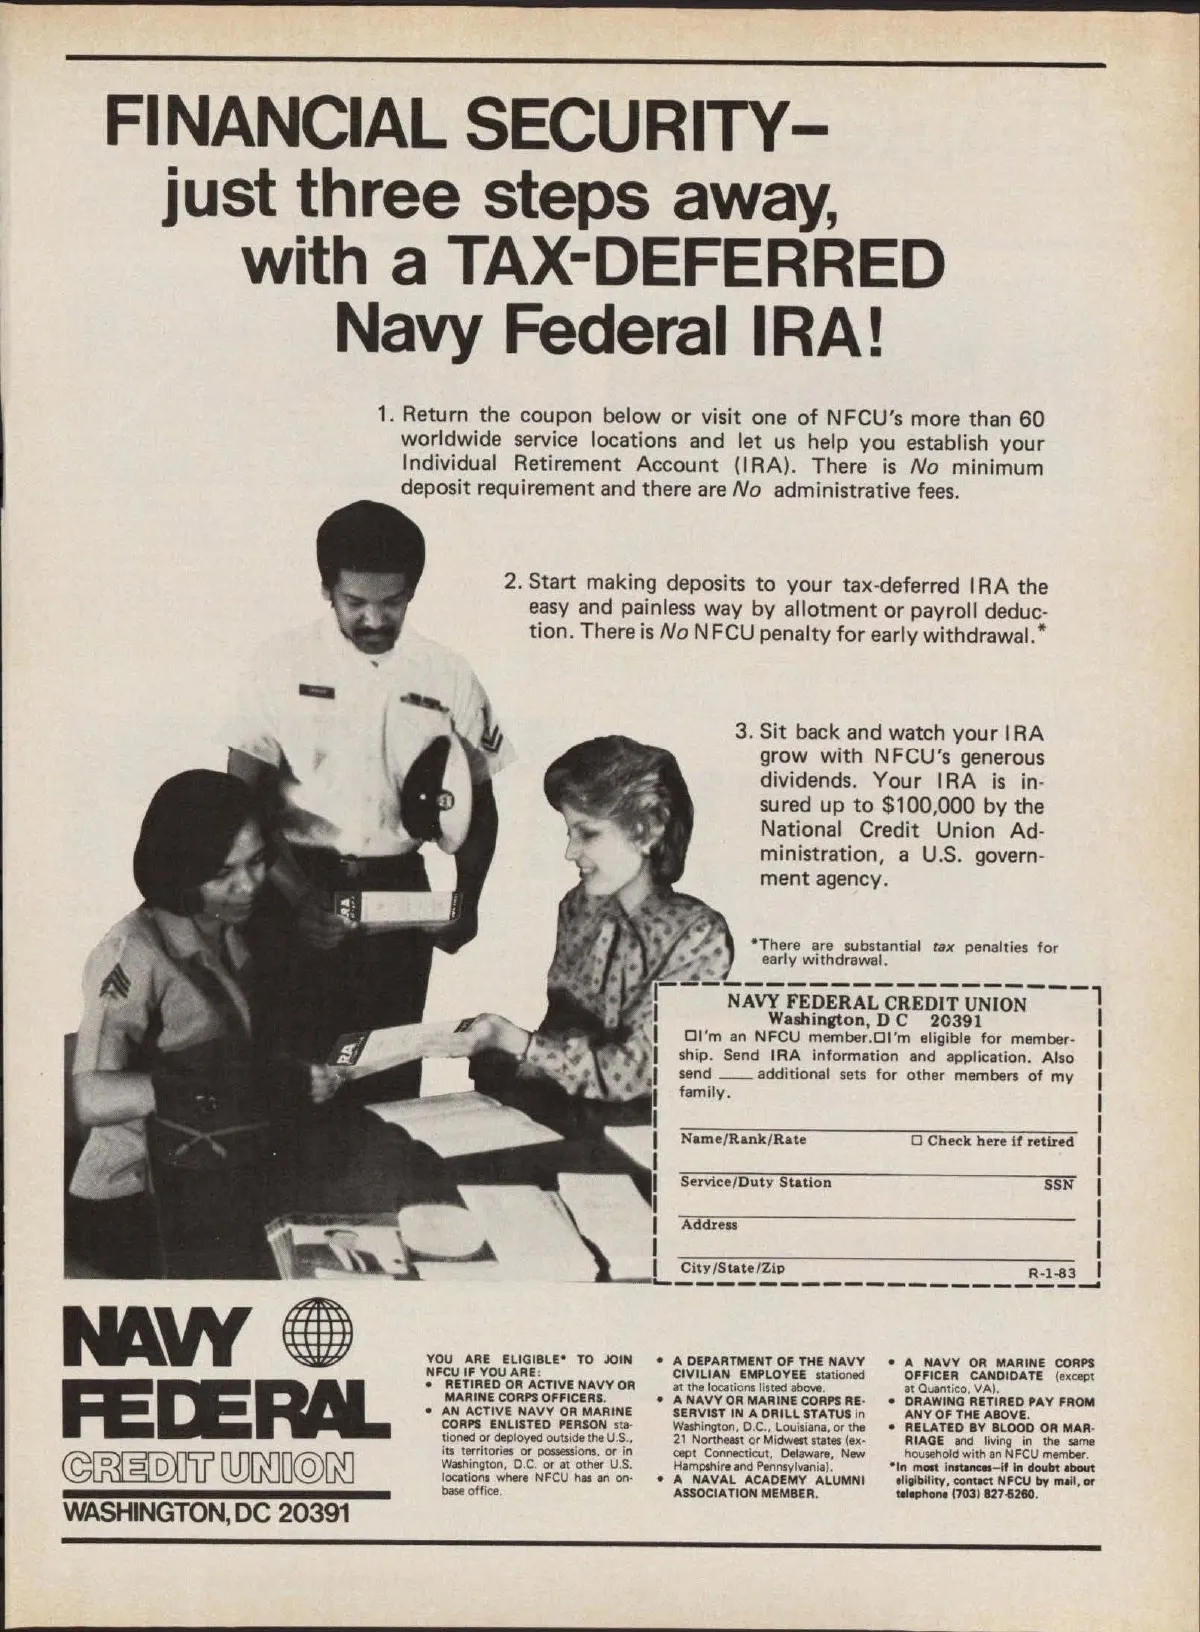 FINANCIAL SECURITY–
just three steps away,
with a TAX-DEFERRED
Navy Federal IRA!
1. Return the coupon below or visit one of NFCU's more than 60
worldwide service locations and let us help you establish your
Individual Retirement Account (IRA). There is No minimum
deposit requirement and there are No administrative fees.
2. Start making deposits to your tax-deferred IRA the
easy and painless way by allotment or payroll deduc-
tion. There is No NFCU penalty for early withdrawal.*
3. Sit back and watch your IRA
grow with NFCU's generous
dividends. Your IRA is in-
sured up to $100,000 by the
National Credit Union Ad-
ministration, a U.S. govern-
ment agency.
*There are substantial tax penalties for
early withdrawal.
IRA
IRA
NAVY FEDERAL CREDIT UNION
Washington, D C 20391
☐I'm an NFCU member.☐I'm eligible for member-
ship. Send IRA information and application. Also
send ___ additional sets for other members of my
family.
Name/Rank/Rate ☐ Check here if retired
Service/Duty Station SSN
Address
City/State/Zip R-1-83
NAVY
FEDERAL
CREDIT UNION
WASHINGTON, DC 20391
YOU ARE ELIGIBLE* TO JOIN
NFCU IF YOU ARE:
• RETIRED OR ACTIVE NAVY OR
MARINE CORPS OFFICERS.
• AN ACTIVE NAVY OR MARINE
CORPS ENLISTED PERSON sta-
tioned or deployed outside the U.S.,
its territories or possessions, or in
Washington, D.C. or at other U.S.
locations where NFCU has an on-
base office.
• A DEPARTMENT OF THE NAVY
CIVILIAN EMPLOYEE stationed
at the locations listed above.
• A NAVY OR MARINE CORPS RE-
SERVIST IN A DRILL STATUS in
Washington, D.C., Louisiana, or the
21 Northeast or Midwest states (ex-
cept Connecticut, Delaware, New
Hampshire and Pennsylvania).
• A NAVAL ACADEMY ALUMNI
ASSOCIATION MEMBER.
• A NAVY OR MARINE CORPS
OFFICER CANDIDATE (except
at Quantico, VA).
• DRAWING RETIRED PAY FROM
ANY OF THE ABOVE.
• RELATED BY BLOOD OR MAR-
RIAGE and living in the same
household with an NFCU member.
*In most instances—if in doubt about
eligibility, contact NFCU by mail, or
telephone (703) 827-5260.